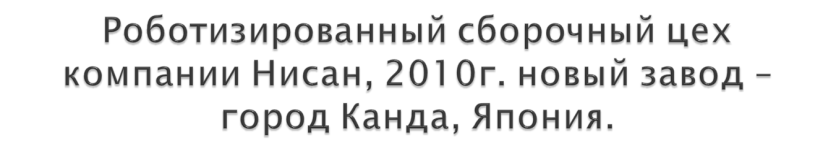 Роботизированный сборочный цех
компании Нисан, 2010г. новый завод –
город Канда, Япония.